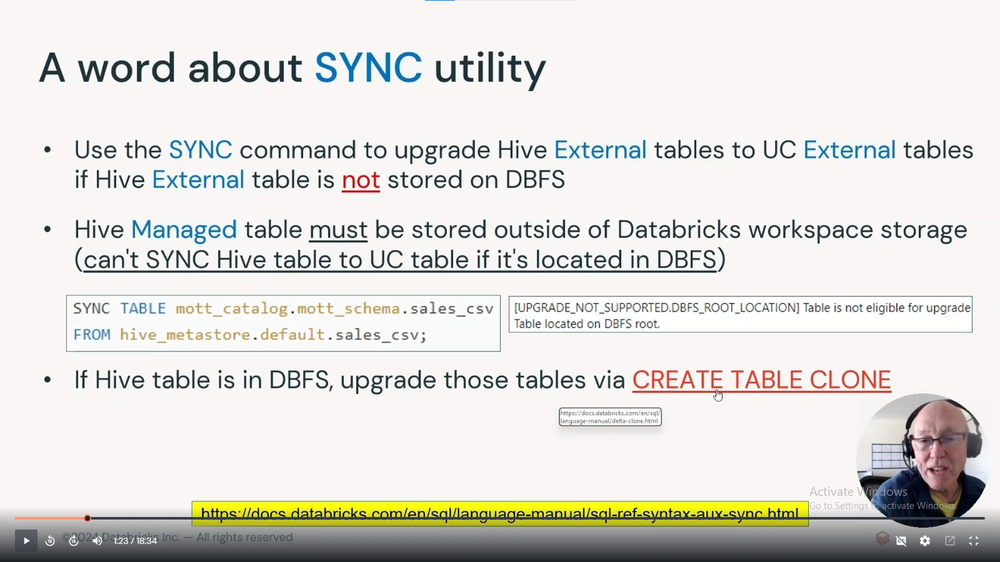 A word about SYNC utility
• Use the SYNC command to upgrade Hive External tables to UC External tables
if Hive External table is not stored on DBFS
• Hive Managed table must be stored outside of Databricks workspace storage
(can't SYNC Hive table to UC table if it's located in DBFS)
SYNC TABLE mott_catalog.mott_schema.sales_csv
FROM hive_metastore.default.sales_csv;
[UPGRADE_NOT_SUPPORTED.DBFS_ROOT_LOCATION] Table is not eligible for upgrade
Table located on DBFS root.
• If Hive table is in DBFS, upgrade those tables via CREATE TABLE CLONE
https://docs.databricks.com/en/sql/
language-manual/delta-clone.html
Activate Windows
Go to Settings to activate Windows.
https://docs.databricks.com/en/sql/language-manual/sql-ref-syntax-aux-sync.html
©2024 Databricks Inc. — All rights reserved
10 10 1:23 / 18:34